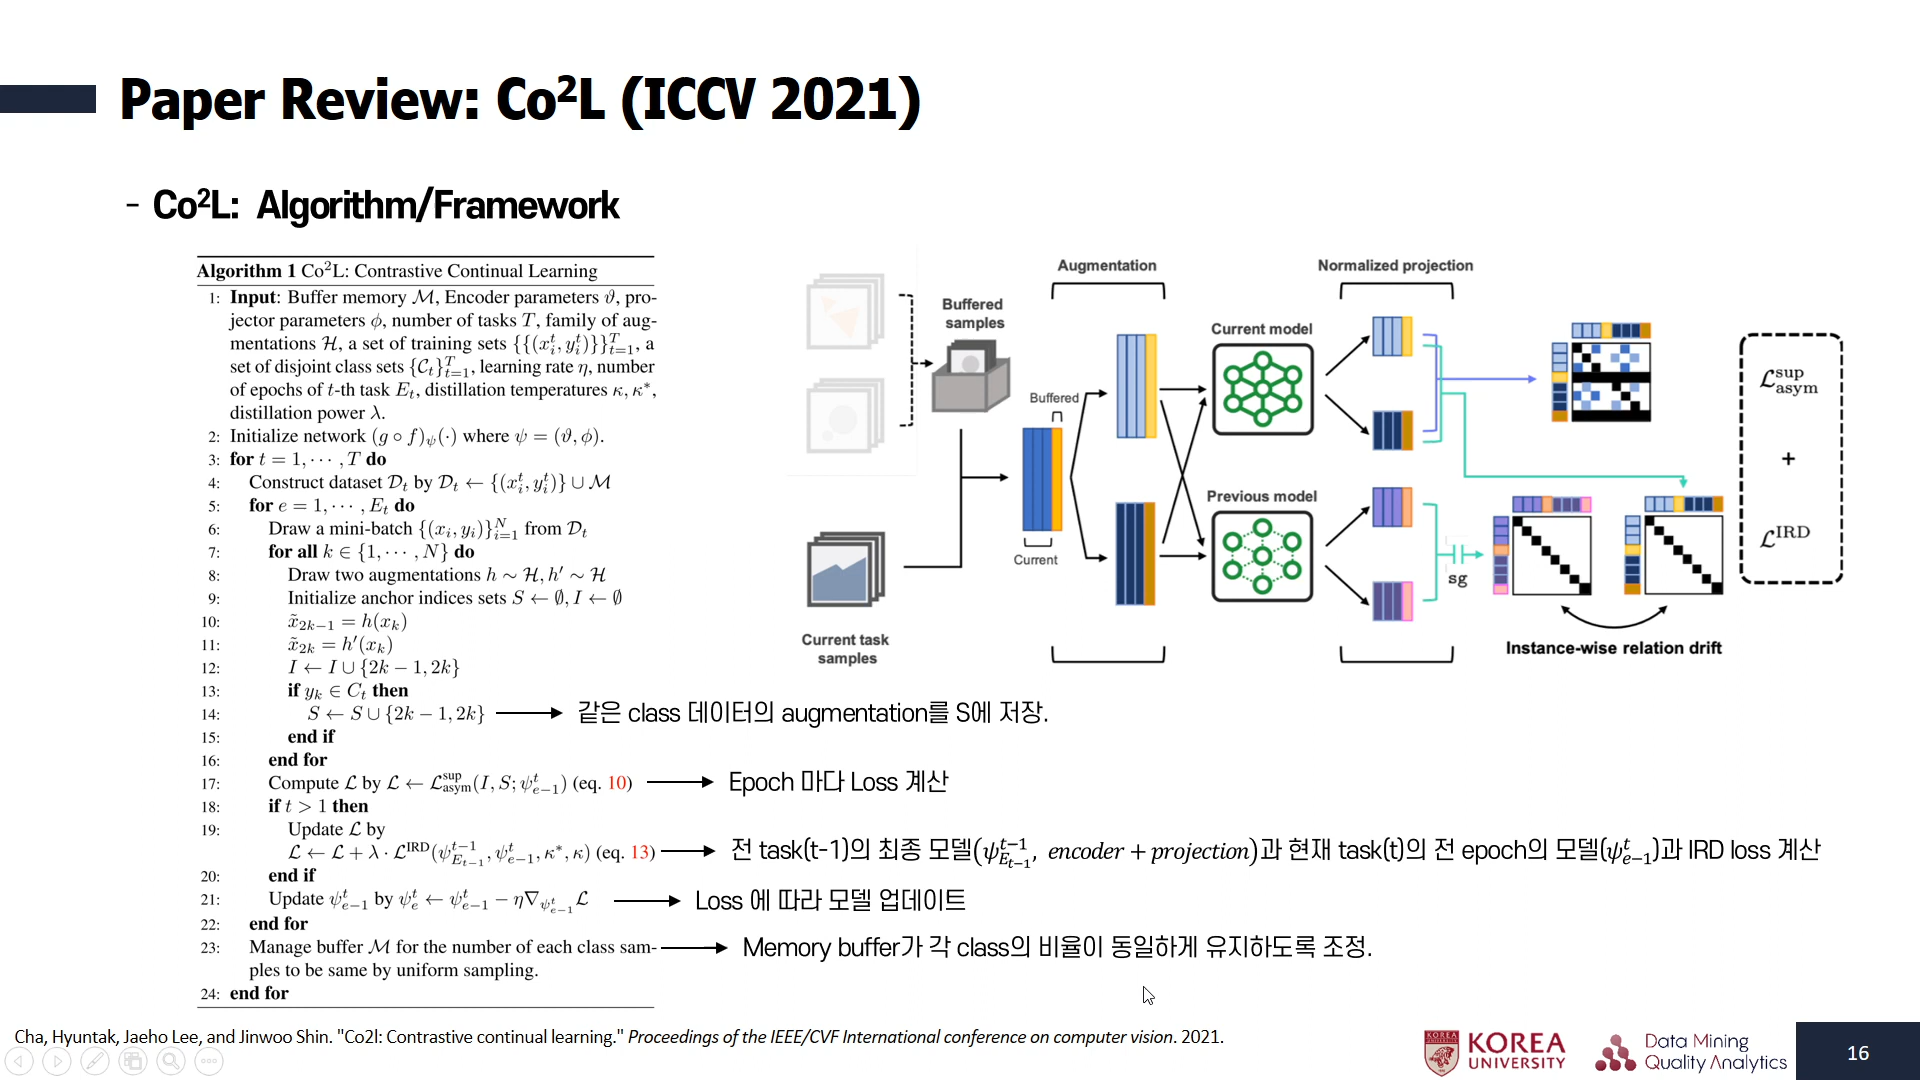 Paper Review: Co²L (ICCV 2021)
- Co²L: Algorithm/Framework
Algorithm 1 Co²L: Contrastive Continual Learning
1: Input: Buffer memory ℳ, Encoder parameters ϑ, pro-
jector parameters ϕ, number of tasks T, family of aug-
mentations ℋ, a set of training sets {{(x_i^t, y_i^t)}}_{t=1}^T, a
set of disjoint class sets {𝒞_t}_{t=1}^T, learning rate η, number
of epochs of t-th task E_t, distillation temperatures κ, κ*,
distillation power λ.
2: Initialize network (g ∘ f)_ψ(·) where ψ = (ϑ, ϕ).
3: for t = 1, ⋯ , T do
4: Construct dataset 𝒟_t by 𝒟_t ← {(x_i^t, y_i^t)} ∪ ℳ
5: for e = 1, ⋯ , E_t do
6: Draw a mini-batch {(x_i, y_i)}_{i=1}^N from 𝒟_t
7: for all k ∈ {1, ⋯ , N} do
8: Draw two augmentations h ∼ ℋ, h′ ∼ ℋ
9: Initialize anchor indices sets S ← ∅, I ← ∅
10: x̃_{2k−1} = h(x_k)
11: x̃_{2k} = h′(x_k)
12: I ← I ∪ {2k − 1, 2k}
13: if y_k ∈ C_t then
14: S ← S ∪ {2k − 1, 2k}
같은 class 데이터의 augmentation를 S에 저장.
15: end if
16: end for
17: Compute ℒ by ℒ ← ℒ_asym^sup(I, S; ψ_{e−1}^t) (eq. 10)
Epoch 마다 Loss 계산
18: if t > 1 then
19: Update ℒ by
ℒ ← ℒ + λ · ℒ^IRD(ψ_{E_{t−1}}^{t−1}, ψ_{e−1}^t, κ*, κ) (eq. 13)
전 task(t-1)의 최종 모델(ψ_{E_{t−1}}^{t−1}, encoder + projection)과 현재 task(t)의 전 epoch의 모델(ψ_{e−1}^t)과 IRD loss 계산
20: end if
21: Update ψ_{e−1}^t by ψ_e^t ← ψ_{e−1}^t − η∇_{ψ_{e−1}^t} ℒ
Loss 에 따라 모델 업데이트
22: end for
23: Manage buffer ℳ for the number of each class sam-
ples to be same by uniform sampling.
Memory buffer가 각 class의 비율이 동일하게 유지하도록 조정.
24: end for
Augmentation
Normalized projection
Buffered
samples
Current model
Buffered
Previous model
Current
sg
Current task
samples
Instance-wise relation drift
ℒ_asym^sup
+
ℒ^IRD
Cha, Hyuntak, Jaeho Lee, and Jinwoo Shin. "Co2l: Contrastive continual learning." Proceedings of the IEEE/CVF International conference on computer vision. 2021.
KOREA
UNIVERSITY
Data Mining
Quality Analytics
16